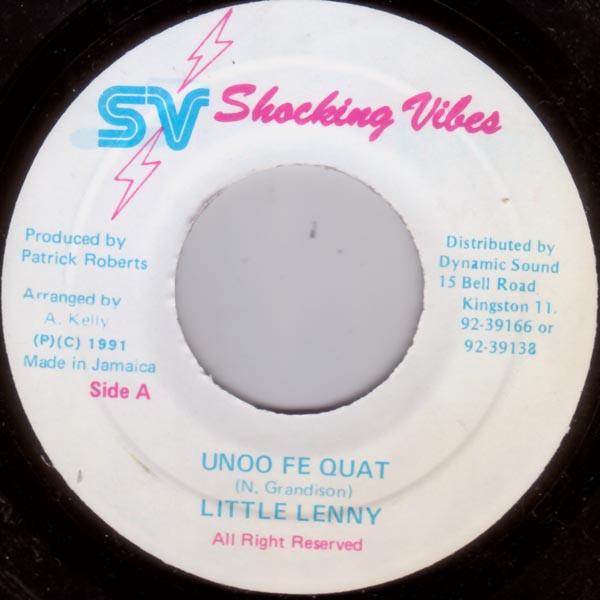 SV Shocking Vibes
Produced by
Patrick Roberts
Arranged by
A. Kelly
(P)(C) 1991
Made in Jamaica
Side A
Distributed by
Dynamic Sound
15 Bell Road
Kingston 11.
92-39166 or
92-39138
UNOO FE QUAT
(N. Grandison)
LITTLE LENNY
All Right Reserved